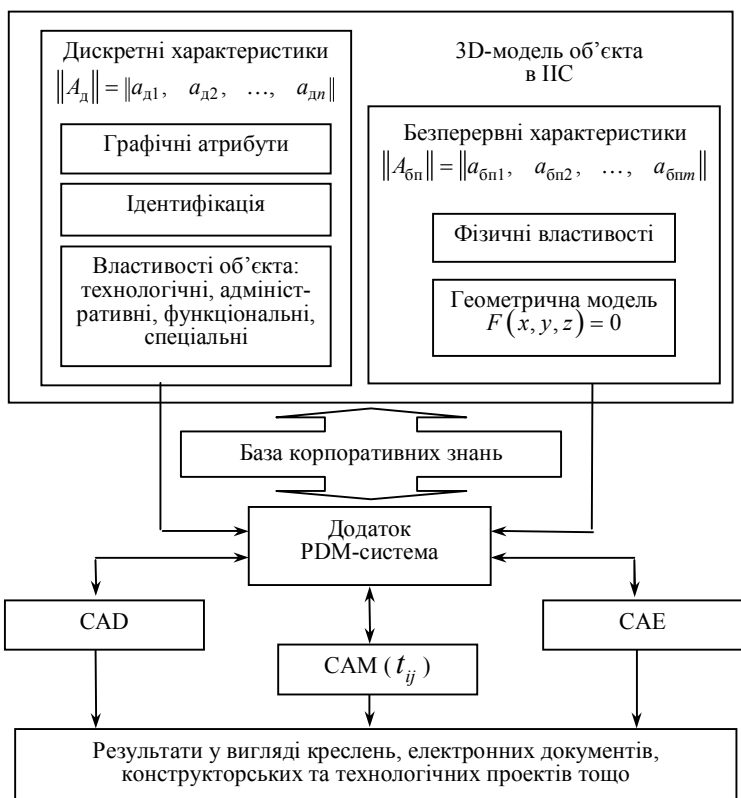 Дискретні характеристики
‖Aд‖ = ‖aд1, aд2, …, aдn‖
Графічні атрибути
Ідентифікація
Властивості об’єкта:
технологічні, адмініст-
ративні, функціональні,
спеціальні
3D-модель об’єкта
в ІІС
Безперервні характеристики
‖Aбп‖ = ‖aбп1, aбп2, …, aбпm‖
Фізичні властивості
Геометрична модель
F(x, y, z) = 0
База корпоративних знань
Додаток
PDM-система
CAD
CAE
CAM ( tij )
Результати у вигляді креслень, електронних документів,
конструкторських та технологічних проектів тощо